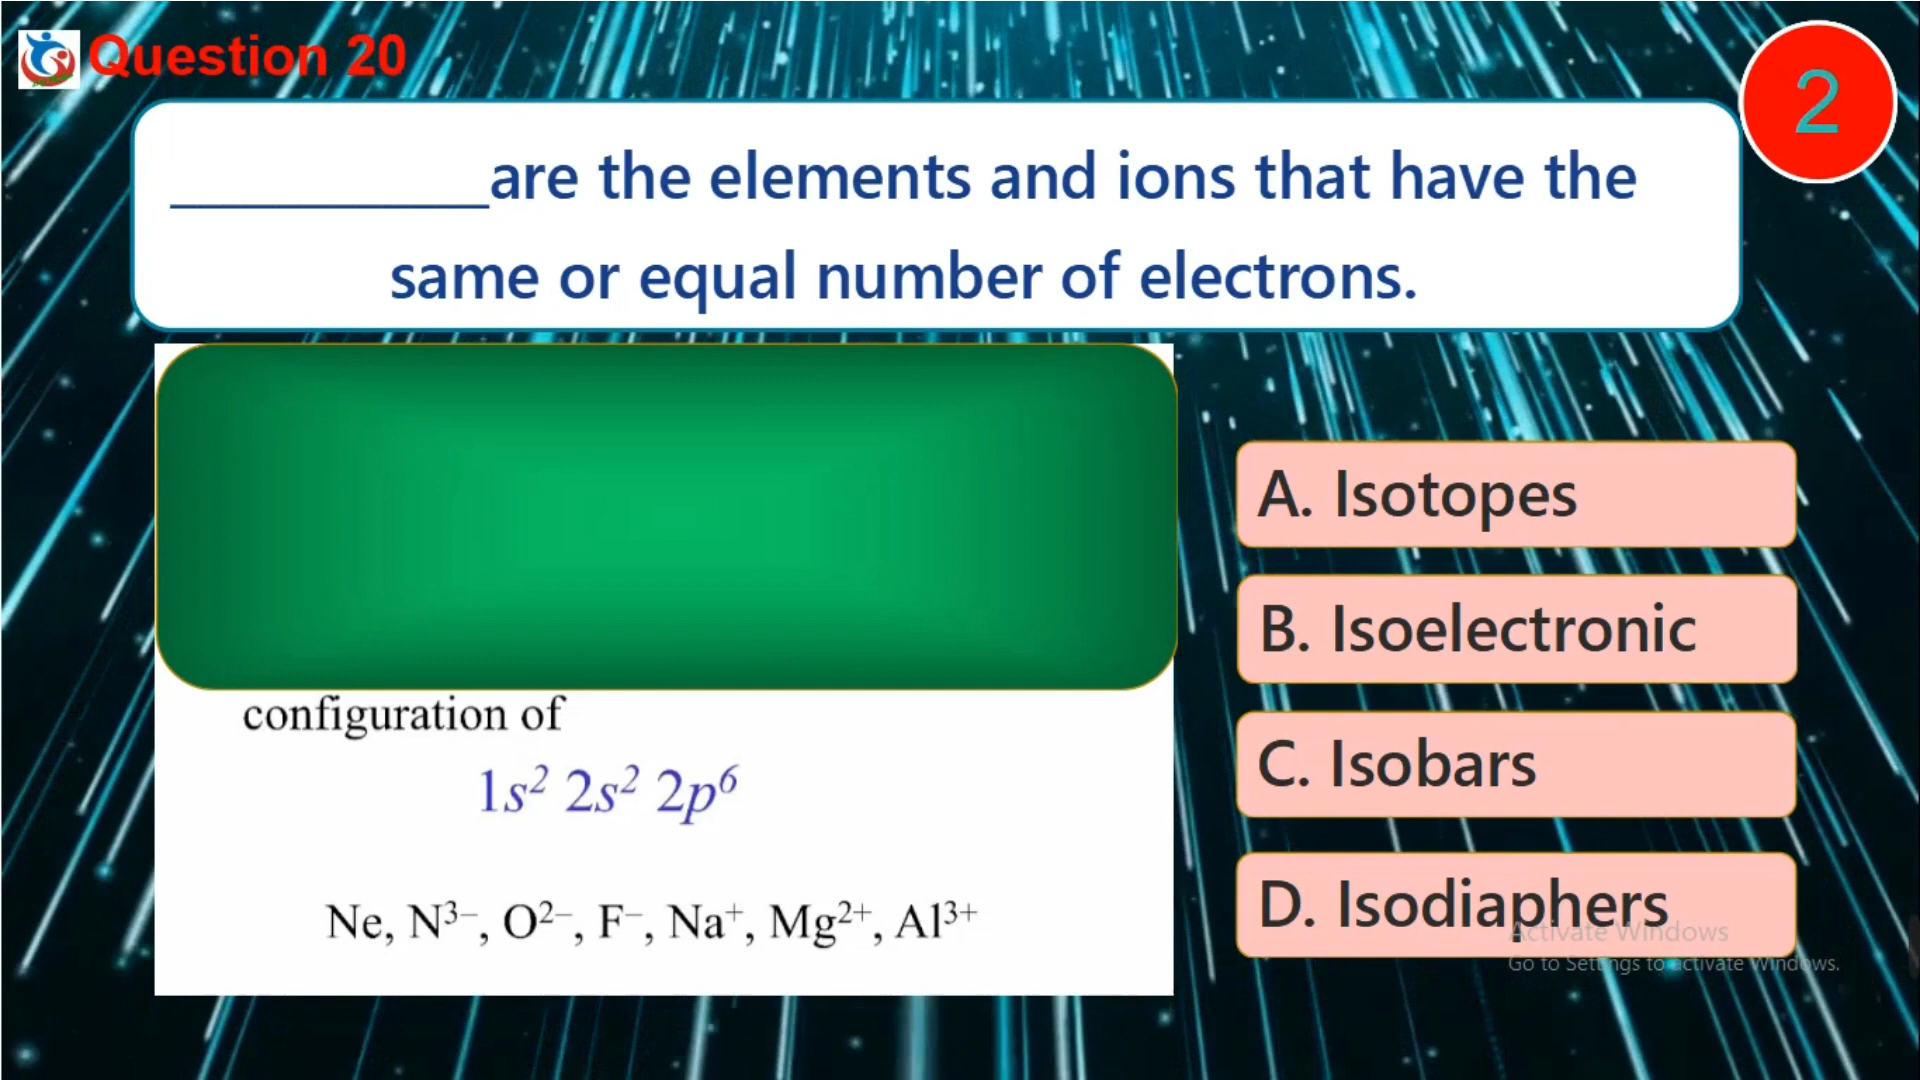 Question 20
2
____________are the elements and ions that have the
same or equal number of electrons.
configuration of
1s² 2s² 2p⁶
Ne, N³⁻, O²⁻, F⁻, Na⁺, Mg²⁺, Al³⁺
A. Isotopes
B. Isoelectronic
C. Isobars
D. Isodiaphers
Activate Windows
Go to Settings to activate Windows.